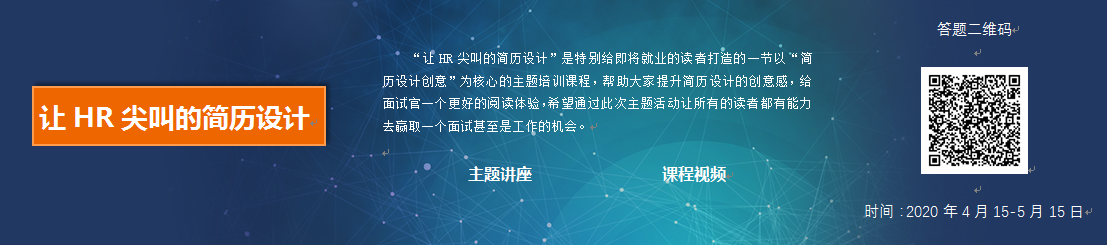 让 HR 尖叫的简历设计
“让 HR 尖叫的简历设计”是特别给即将就业的读者打造的一节以“简
历设计创意”为核心的主题培训课程，帮助大家提升简历设计的创意感，给
面试官一个更好的阅读体验，希望通过此次主题活动让所有的读者都有能力
去赢取一个面试甚至是工作的机会。
主题讲座
课程视频
答题二维码
时间：2020 年 4 月 15-5 月 15 日